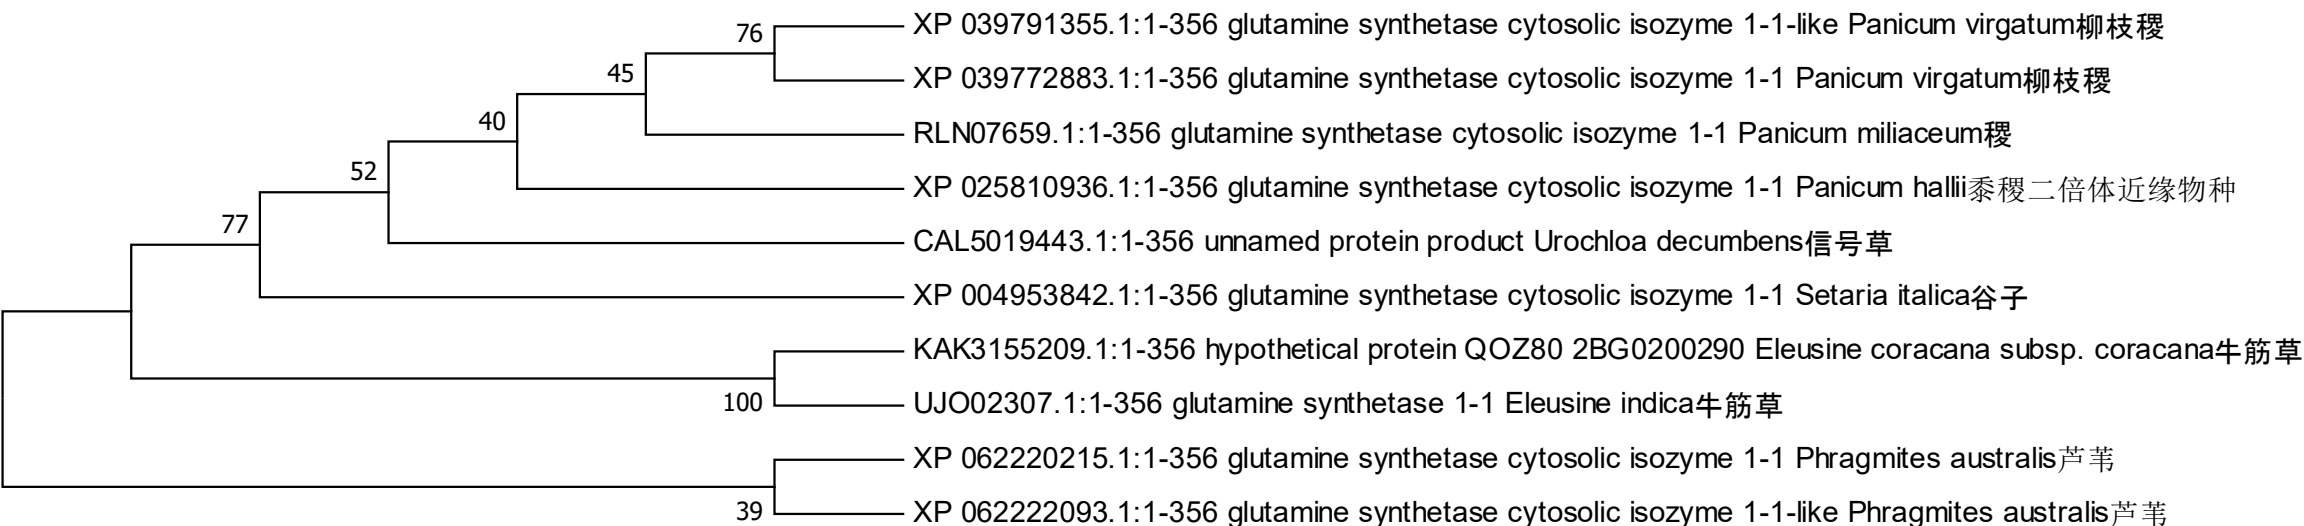 76
XP 039791355.1:1-356 glutamine synthetase cytosolic isozyme 1-1-like Panicum virgatum柳枝稷
45
XP 039772883.1:1-356 glutamine synthetase cytosolic isozyme 1-1 Panicum virgatum柳枝稷
40
RLN07659.1:1-356 glutamine synthetase cytosolic isozyme 1-1 Panicum miliaceum稷
52
XP 025810936.1:1-356 glutamine synthetase cytosolic isozyme 1-1 Panicum hallii黍稷二倍体近缘物种
77
CAL5019443.1:1-356 unnamed protein product Urochloa decumbens信号草
XP 004953842.1:1-356 glutamine synthetase cytosolic isozyme 1-1 Setaria italica谷子
KAK3155209.1:1-356 hypothetical protein QOZ80 2BG0200290 Eleusine coracana subsp. coracana牛筋草
100
UJO02307.1:1-356 glutamine synthetase 1-1 Eleusine indica牛筋草
XP 062220215.1:1-356 glutamine synthetase cytosolic isozyme 1-1 Phragmites australis芦苇
39
XP 062222093.1:1-356 glutamine synthetase cytosolic isozyme 1-1-like Phragmites australis芦苇